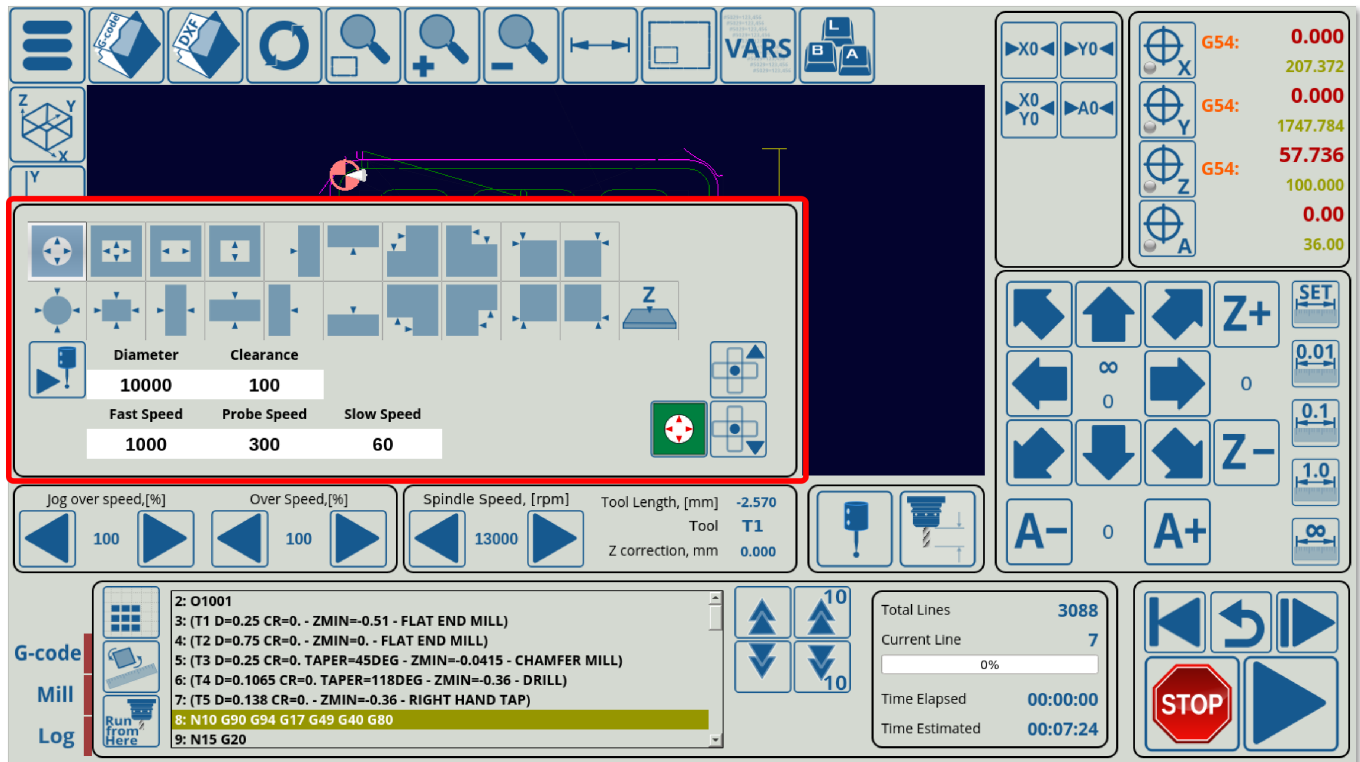 G-code
DXF
VARS
L
B
A
►X0◄
►Y0◄
►X0
Y0◄
►A0◄
X
G54:
0.000
207.372
Y
G54:
0.000
1747.784
Z
G54:
57.736
100.000
A
0.00
36.00
Z
Y
X
Y
Z
Diameter
Clearance
10000
100
Fast Speed
Probe Speed
Slow Speed
1000
300
60
Z+
SET
∞
0
0
0.01
0.1
Z−
1.0
A−
0
A+
∞
Jog over speed,[%]
100
Over Speed,[%]
100
Spindle Speed, [rpm]
13000
Tool Length, [mm]
-2.570
Tool
T1
Z correction, mm
0.000
G-code
Mill
Log
Run
from
Here
2: O1001
3: (T1 D=0.25 CR=0. - ZMIN=-0.51 - FLAT END MILL)
4: (T2 D=0.75 CR=0. - ZMIN=0. - FLAT END MILL)
5: (T3 D=0.25 CR=0. TAPER=45DEG - ZMIN=-0.0415 - CHAMFER MILL)
6: (T4 D=0.1065 CR=0. TAPER=118DEG - ZMIN=-0.36 - DRILL)
7: (T5 D=0.138 CR=0. - ZMIN=-0.36 - RIGHT HAND TAP)
8: N10 G90 G94 G17 G49 G40 G80
9: N15 G20
10
10
Total Lines
3088
Current Line
7
0%
Time Elapsed
00:00:00
Time Estimated
00:07:24
STOP